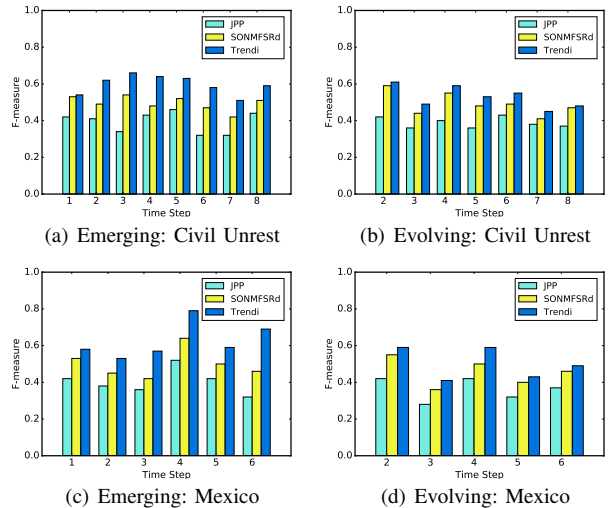 1.0
0.8
0.6
0.4
0.2
0.0
F-measure
JPP
SONMFSRd
Trendi
1 2 3 4 5 6 7 8
Time Step
(a) Emerging: Civil Unrest
1.0
0.8
0.6
0.4
0.2
0.0
F-measure
JPP
SONMFSRd
Trendi
2 3 4 5 6 7 8
Time Step
(b) Evolving: Civil Unrest
1.0
0.8
0.6
0.4
0.2
0.0
F-measure
JPP
SONMFSRd
Trendi
1 2 3 4 5 6
Time Step
(c) Emerging: Mexico
1.0
0.8
0.6
0.4
0.2
0.0
F-measure
JPP
SONMFSRd
Trendi
2 3 4 5 6
Time Step
(d) Evolving: Mexico